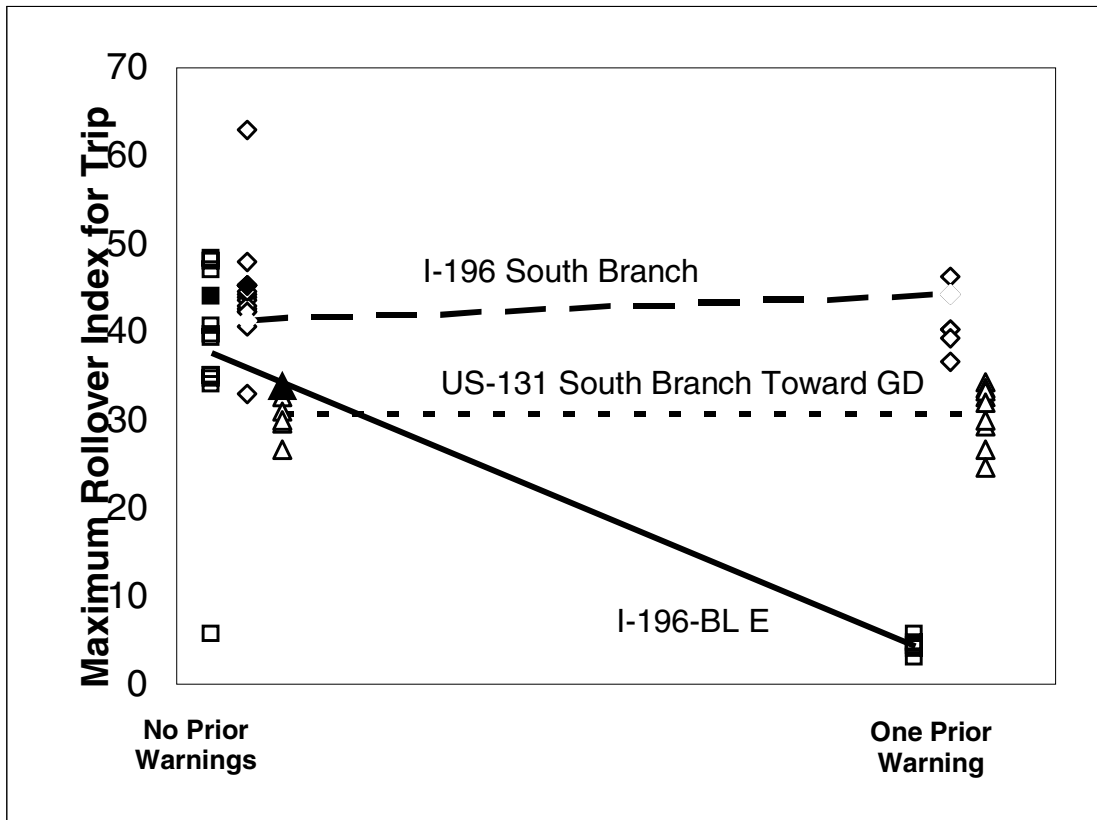 Maximum Rollover Index for Trip
70
60
50
40
30
20
10
0
I-196 South Branch
US-131 South Branch Toward GD
I-196-BL E
No Prior
Warnings
One Prior
Warning